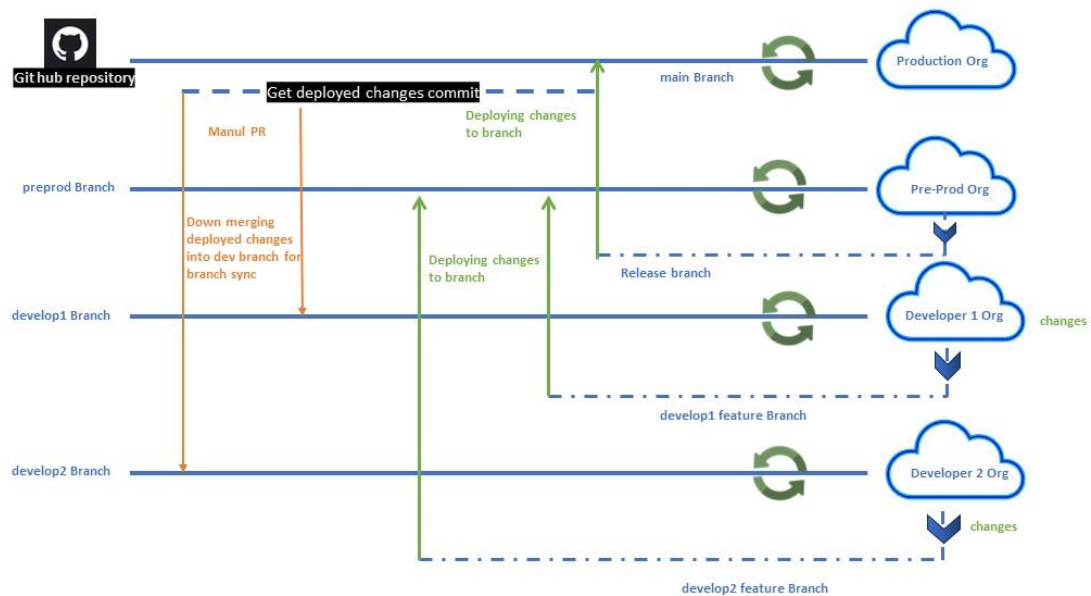 Git hub repository
main Branch
Production Org
Get deployed changes commit
Manul PR
Deploying changes
to branch
preprod Branch
Pre-Prod Org
Down merging
deployed changes
into dev branch for
branch sync
Deploying changes
to branch
Release branch
develop1 Branch
Developer 1 Org
changes
develop1 feature Branch
develop2 Branch
Developer 2 Org
changes
develop2 feature Branch